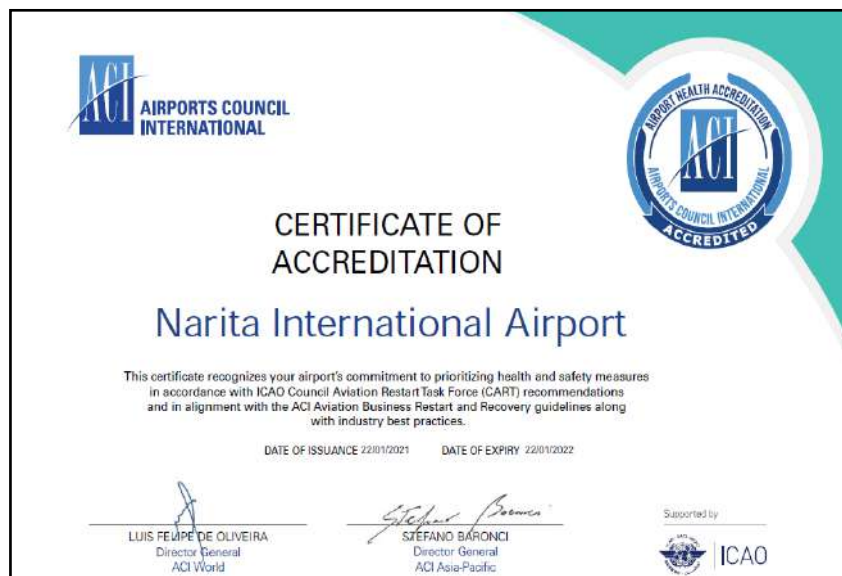 ACI AIRPORTS COUNCIL
INTERNATIONAL
AIRPORT HEALTH ACCREDITATION
ACI
AIRPORTS COUNCIL INTERNATIONAL
ACCREDITED
CERTIFICATE OF
ACCREDITATION
Narita International Airport
This certificate recognizes your airport's commitment to prioritizing health and safety measures
in accordance with ICAO Council Aviation Restart Task Force (CART) recommendations
and in alignment with the ACI Aviation Business Restart and Recovery guidelines along
with industry best practices.
DATE OF ISSUANCE 22/01/2021 DATE OF EXPIRY 22/01/2022
Stefano Baronci
LUIS FELIPE DE OLIVEIRA
Director General
ACI World
STEFANO BARONCI
Director General
ACI Asia-Pacific
Supported by
ICAO